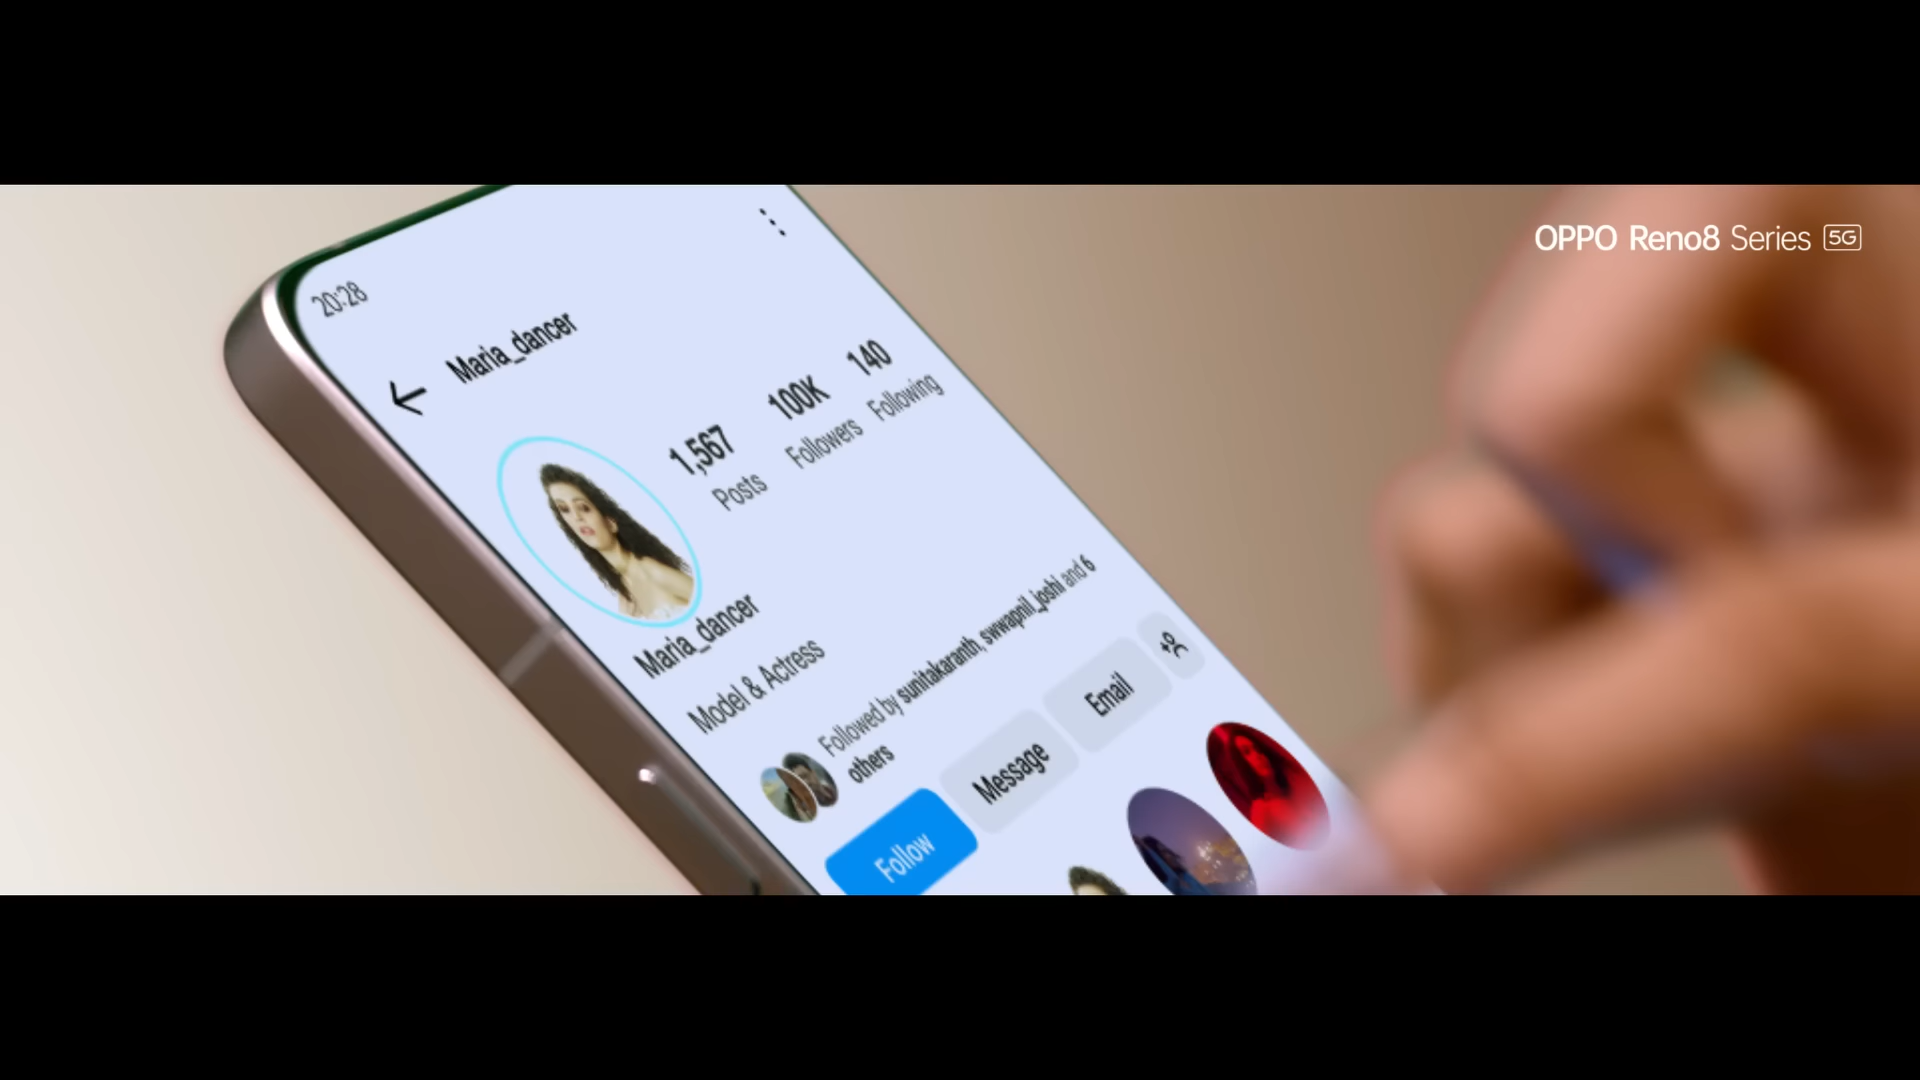 OPPO Reno8 Series 5G
20:28
Maria_dancer
1,567
Posts
100K
Followers
140
Following
Maria_dancer
Model & Actress
Followed by sunitakaranth, swwapnil_joshi and 6
others
Follow
Message
Email